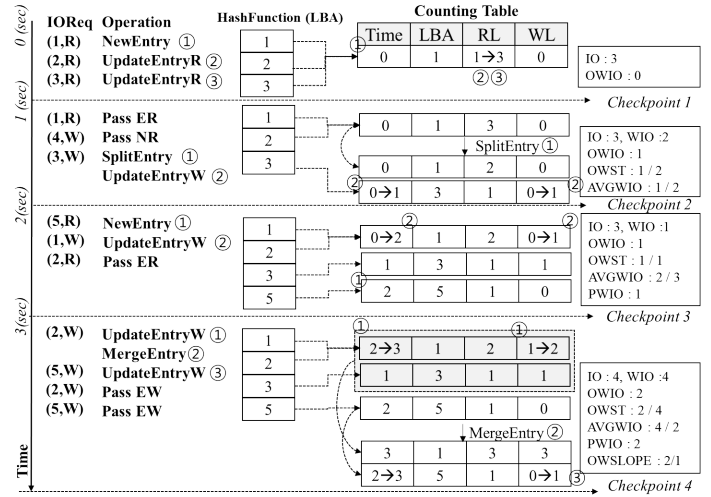 IOReq Operation HashFunction (LBA) Counting Table
0 (sec)
Time LBA RL WL
(1,R) NewEntry ① 1 ① 0 1 1→3 0
(2,R) UpdateEntryR ② 2 ②③
(3,R) UpdateEntryR ③ 3
IO : 3
OWIO : 0
Checkpoint 1
1 (sec)
(1,R) Pass ER 1 0 1 3 0
(4,W) Pass NR 2
(3,W) SplitEntry ① 3 SplitEntry ①
UpdateEntryW ②
0 1 2 0
② 0→1 3 1 0→1 ②
IO : 3, WIO :2
OWIO : 1
OWST : 1 / 2
AVGWIO : 1 / 2
Checkpoint 2
2(sec)
(5,R) NewEntry ① 1 0→2 ② 1 2 0→1 ②
(1,W) UpdateEntryW ② 2
(2,R) Pass ER 3 1 3 1 1
5 ① 2 5 1 0
IO : 3, WIO :1
OWIO : 1
OWST : 1 / 1
AVGWIO : 2 / 3
PWIO : 1
Checkpoint 3
3(sec)
(2,W) UpdateEntryW ① 1 ① 2→3 1 2 1→2 ①
MergeEntry ② 2
(5,W) UpdateEntryW ③ 3 1 3 1 1
(2,W) Pass EW
(5,W) Pass EW 5 2 5 1 0
MergeEntry ②
3 1 3 3
2→3 5 1 0→1 ③
IO : 4, WIO :4
OWIO : 2
OWST : 2 / 4
AVGWIO : 4 / 2
PWIO : 2
OWSLOPE : 2/1
Time
Checkpoint 4